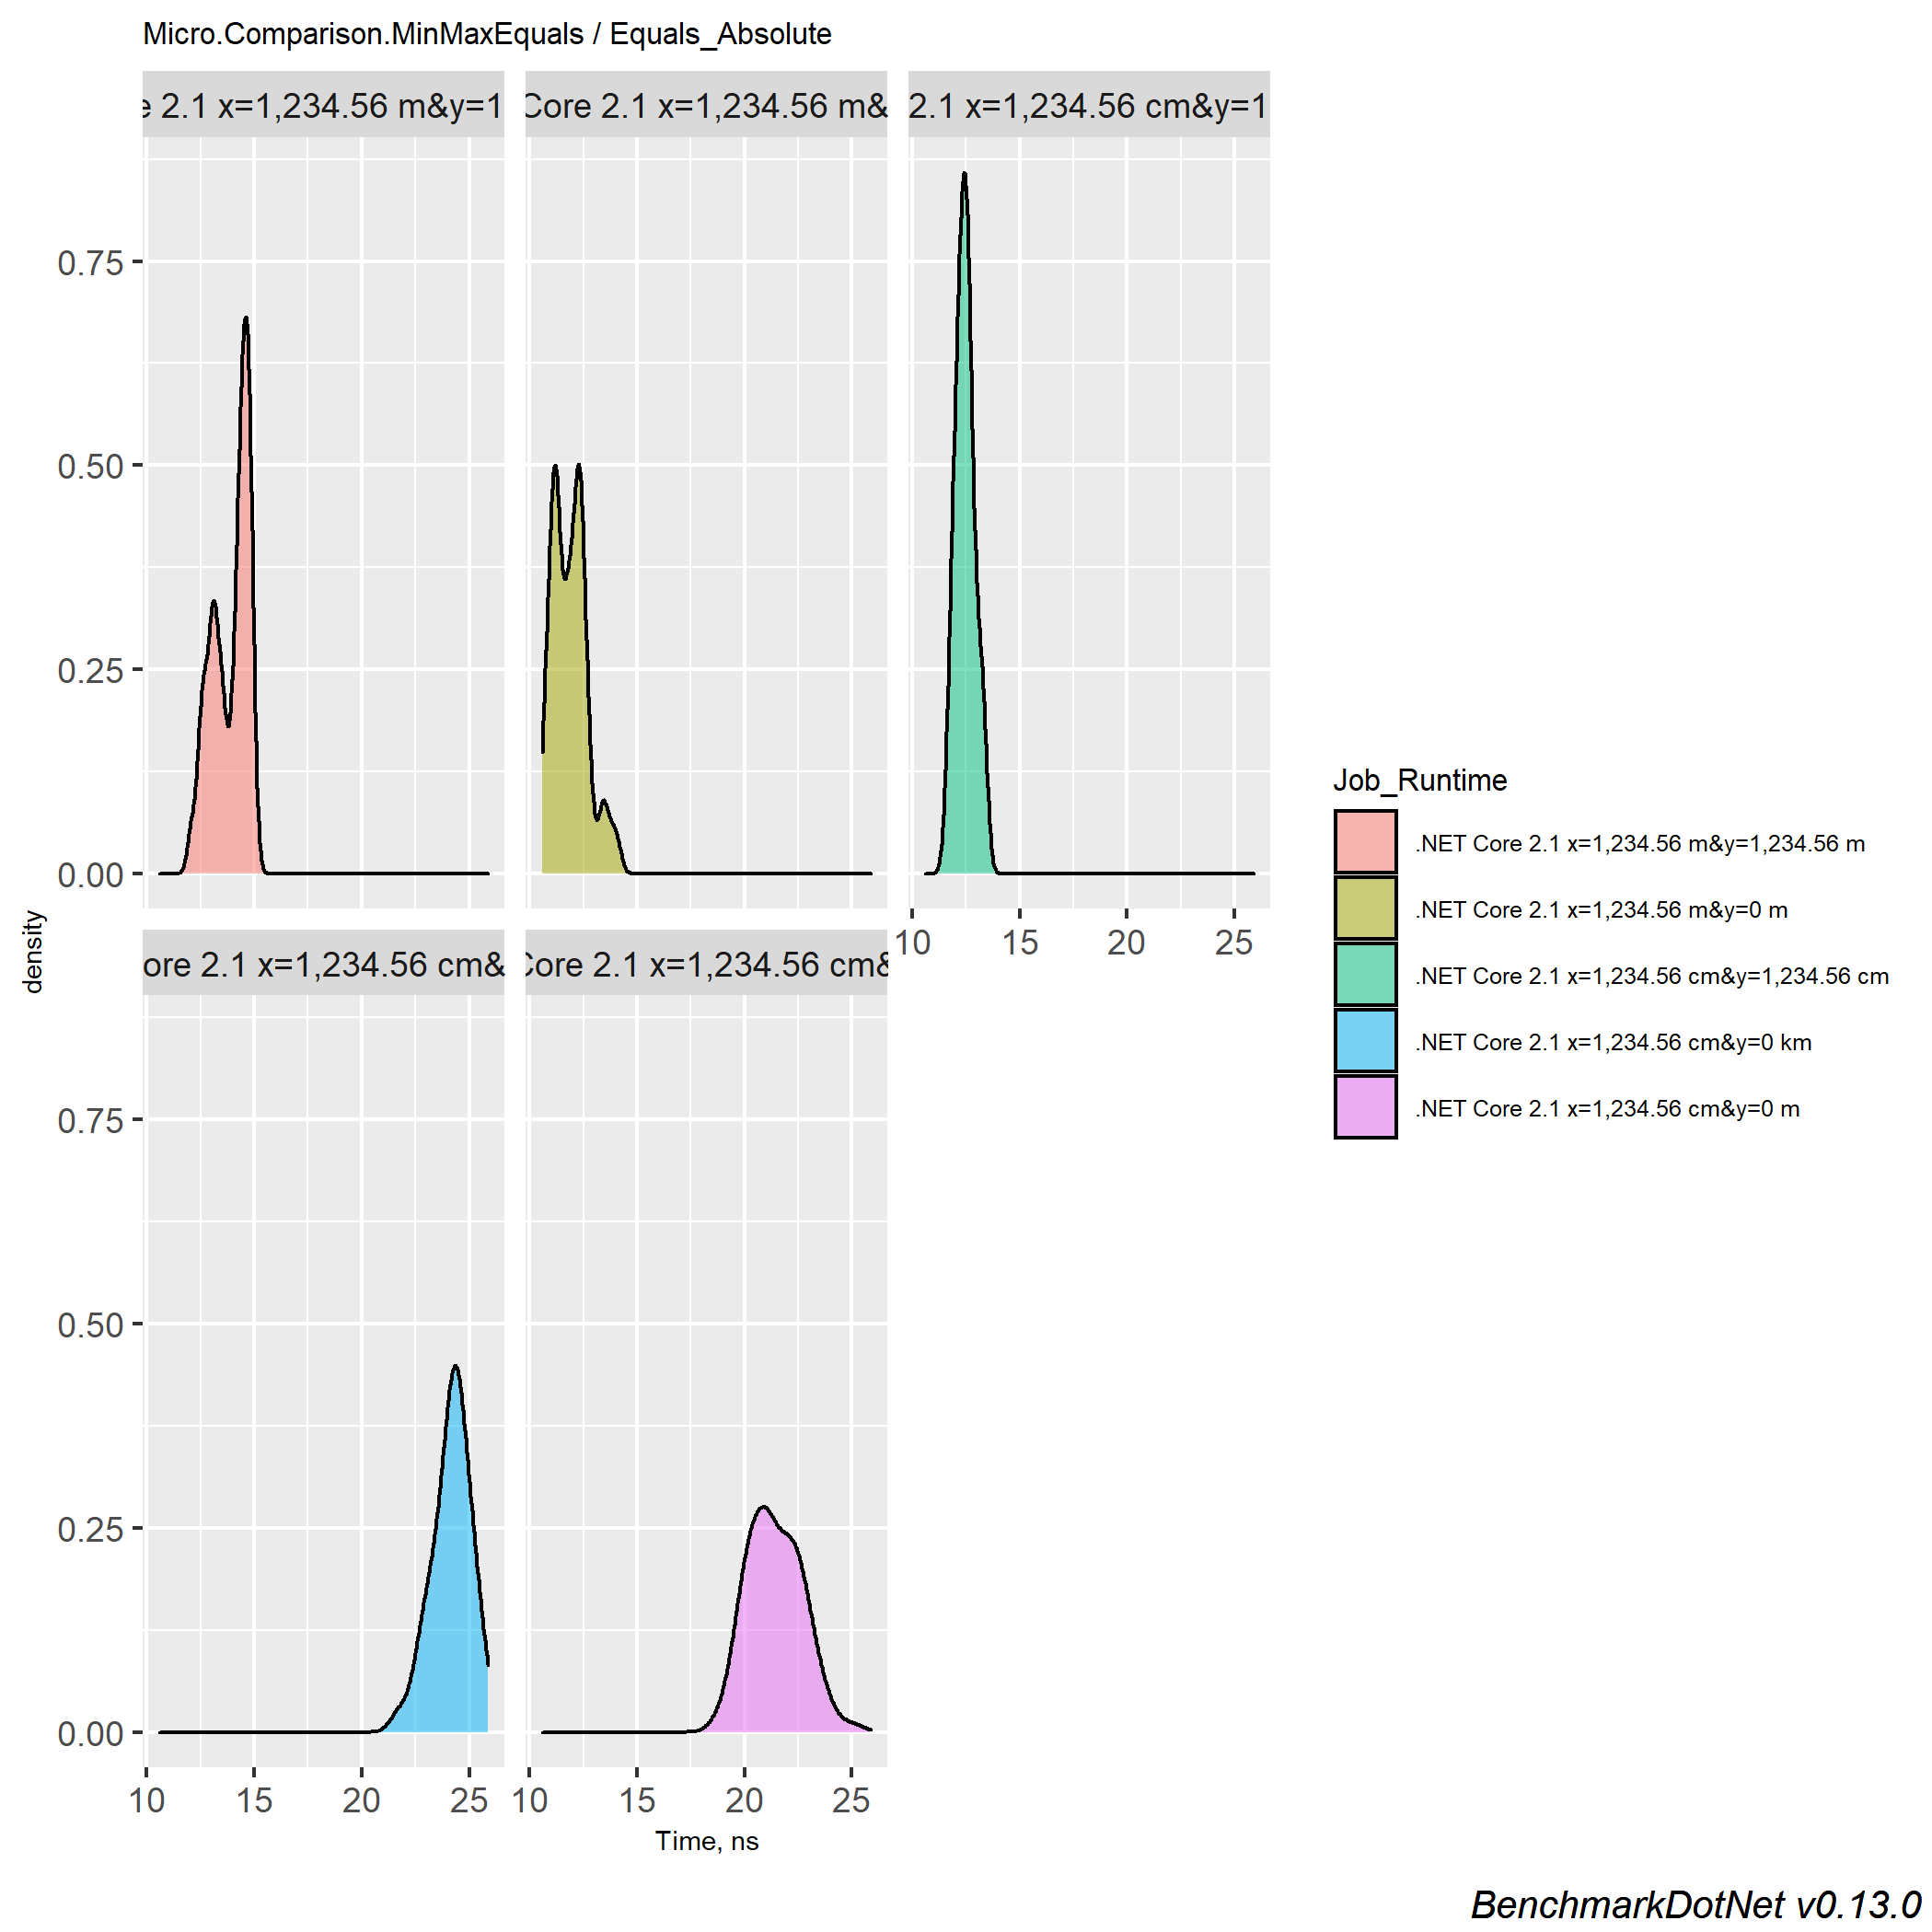 Micro.Comparison.MinMaxEquals / Equals_Absolute
e 2.1 x=1,234.56 m&y=1
Core 2.1 x=1,234.56 m&
2.1 x=1,234.56 cm&y=1
0.75
0.50
0.25
0.00
10 15 20 25
density
ore 2.1 x=1,234.56 cm&
Core 2.1 x=1,234.56 cm&
0.75
0.50
0.25
0.00
10 15 20 25
10 15 20 25
Time, ns
Job_Runtime
.NET Core 2.1 x=1,234.56 m&y=1,234.56 m
.NET Core 2.1 x=1,234.56 m&y=0 m
.NET Core 2.1 x=1,234.56 cm&y=1,234.56 cm
.NET Core 2.1 x=1,234.56 cm&y=0 km
.NET Core 2.1 x=1,234.56 cm&y=0 m
BenchmarkDotNet v0.13.0